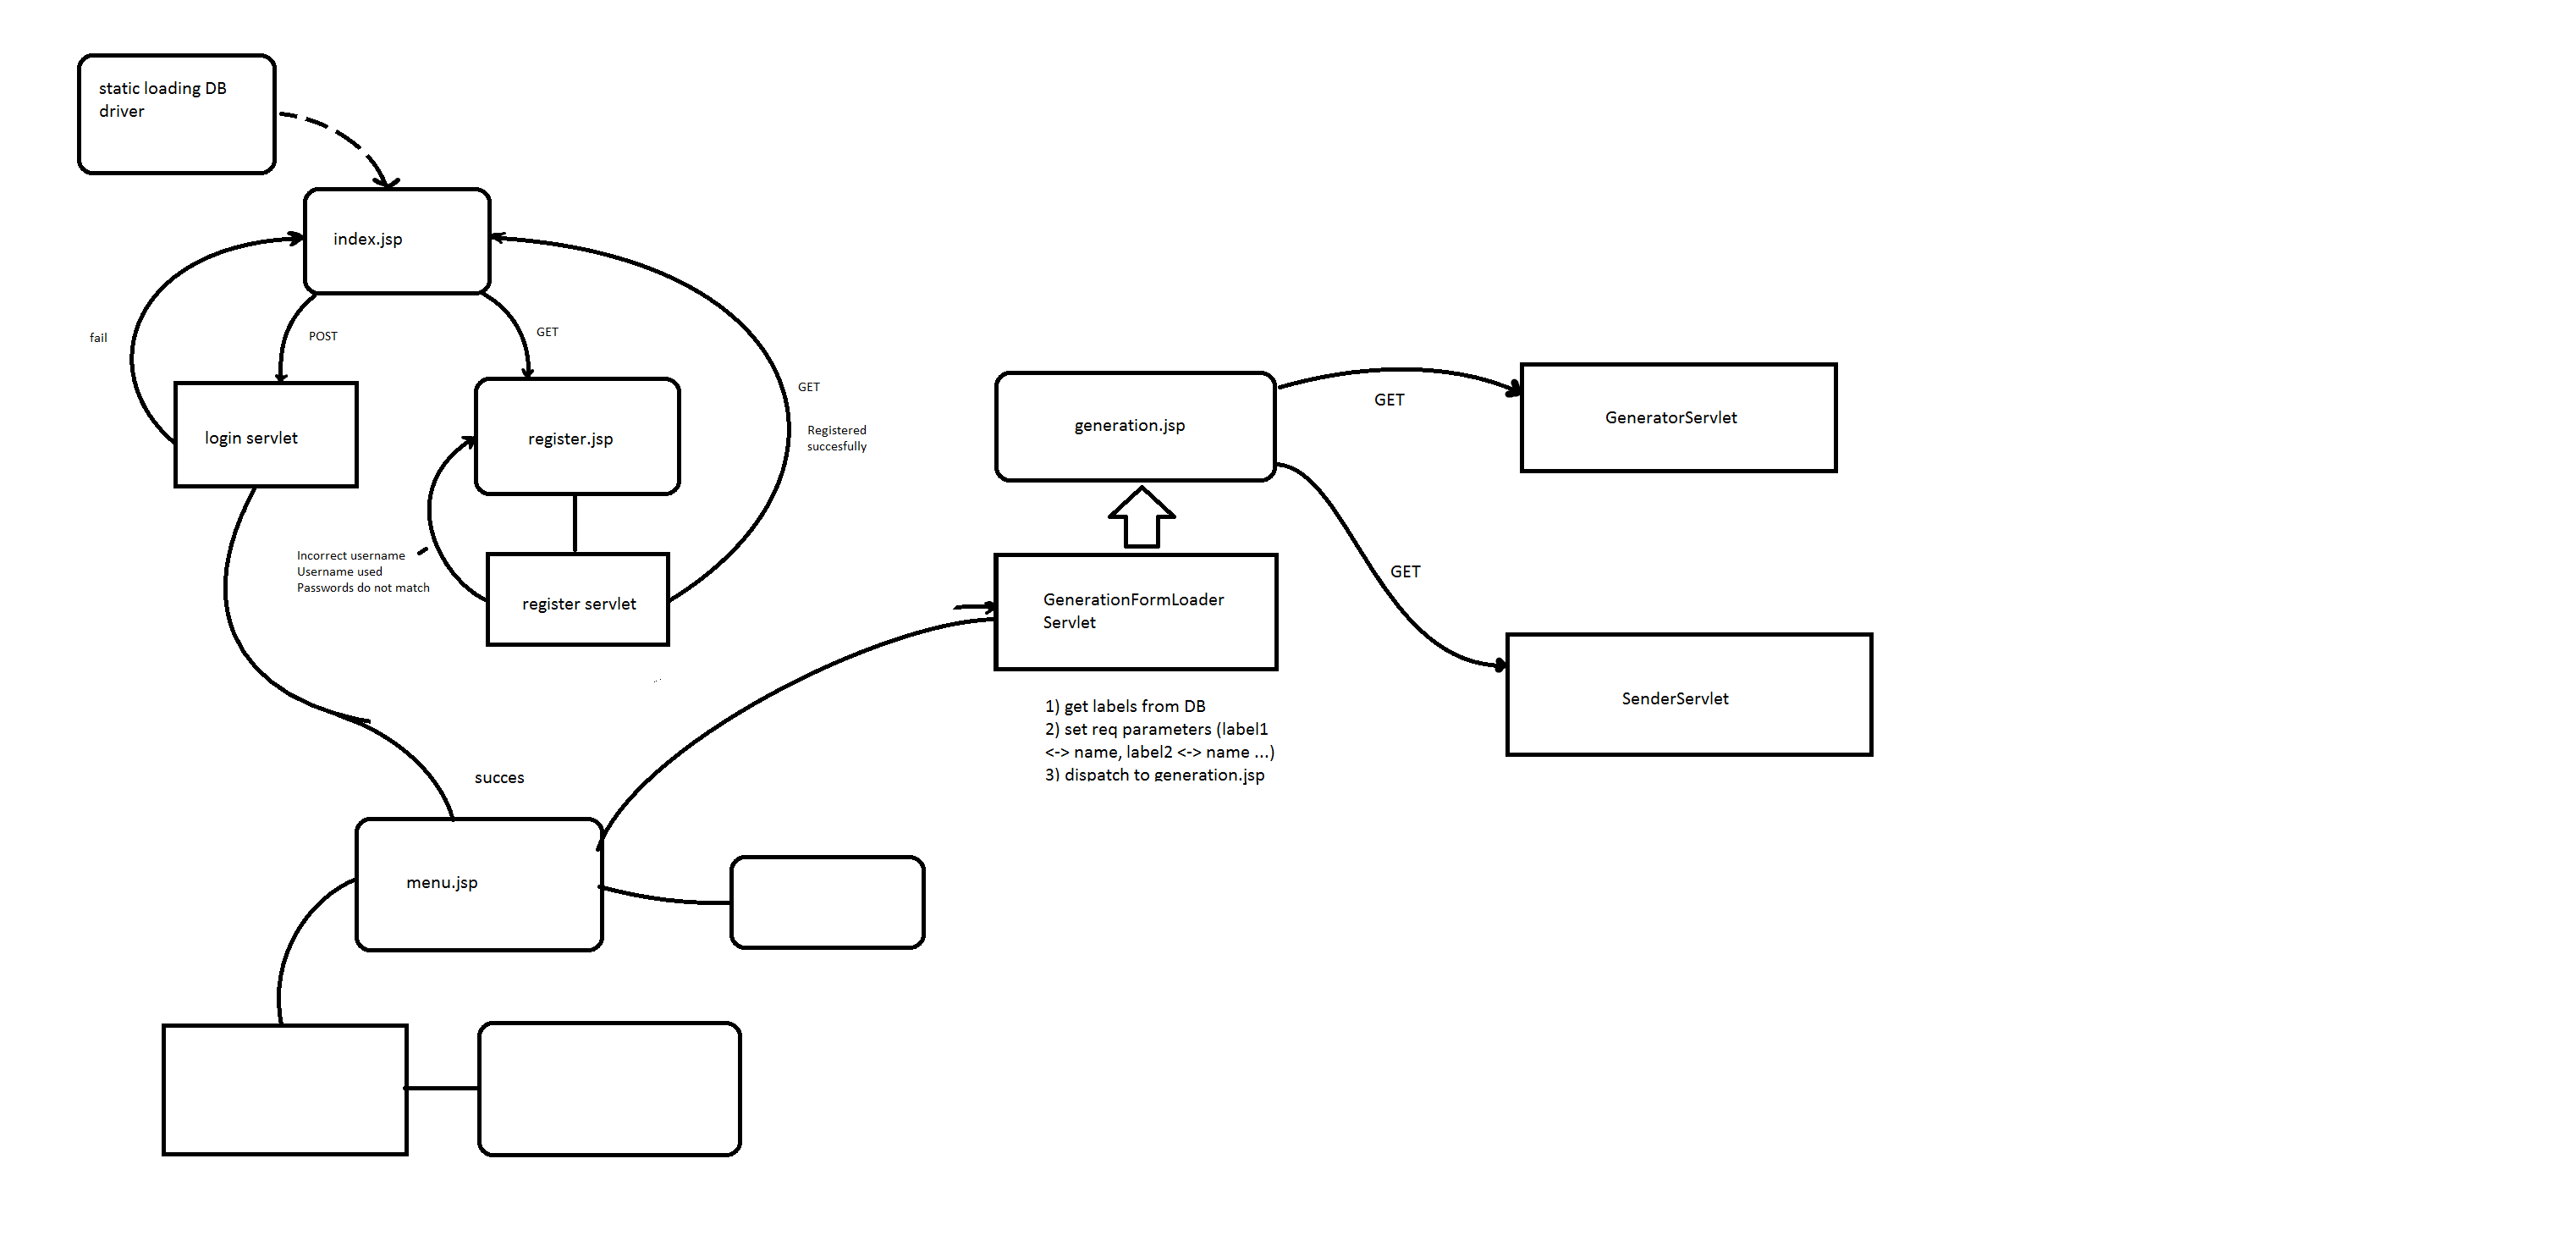 static loading DB
driver
index.jsp
fail
POST
GET
login servlet
register.jsp
GET
Registered
succesfully
Incorrect username
Username used
Passwords do not match
register servlet
generation.jsp
GET
GeneratorServlet
GET
GenerationFormLoader
Servlet
1) get labels from DB
2) set req parameters (label1
<-> name, label2 <-> name ...)
3) dispatch to generation.jsp
SenderServlet
succes
menu.jsp